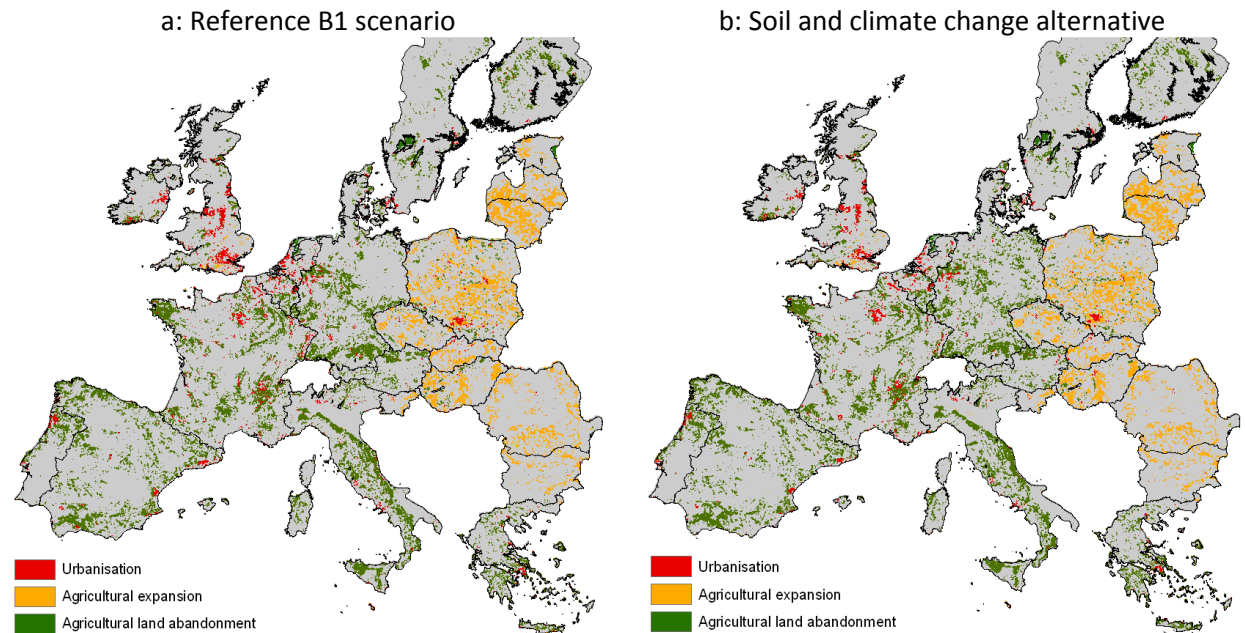 a: Reference B1 scenario
b: Soil and climate change alternative
Urbanisation
Agricultural expansion
Agricultural land abandonment
Urbanisation
Agricultural expansion
Agricultural land abandonment